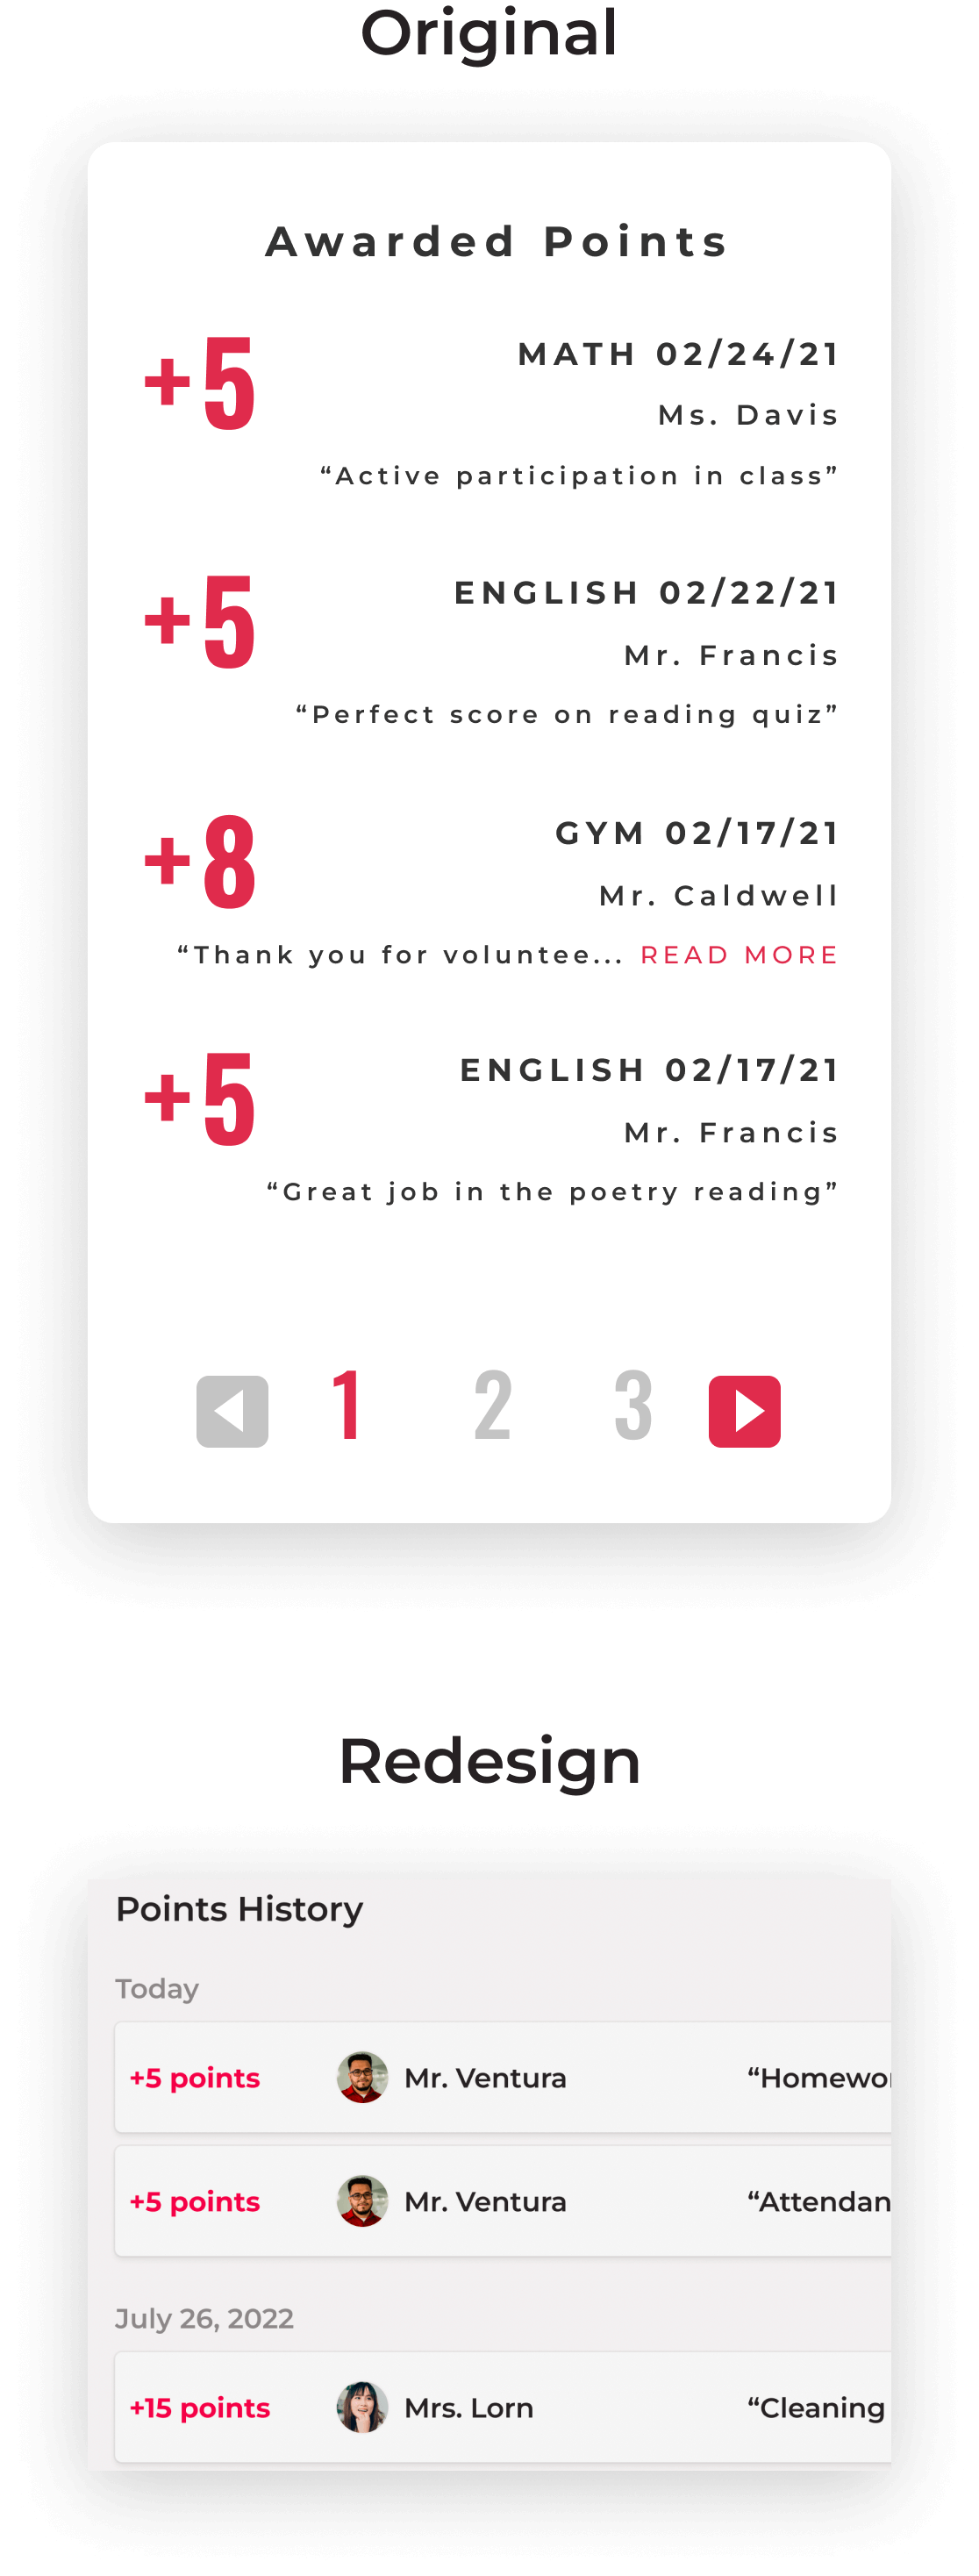 Original
Awarded Points
+5
MATH 02/24/21
Ms. Davis
“Active participation in class”
+5
ENGLISH 02/22/21
Mr. Francis
“Perfect score on reading quiz”
+8
GYM 02/17/21
Mr. Caldwell
“Thank you for voluntee... READ MORE
+5
ENGLISH 02/17/21
Mr. Francis
“Great job in the poetry reading”
1 2 3
Redesign
Points History
Today
+5 points Mr. Ventura “Homewo
+5 points Mr. Ventura “Attendan
July 26, 2022
+15 points Mrs. Lorn “Cleaning